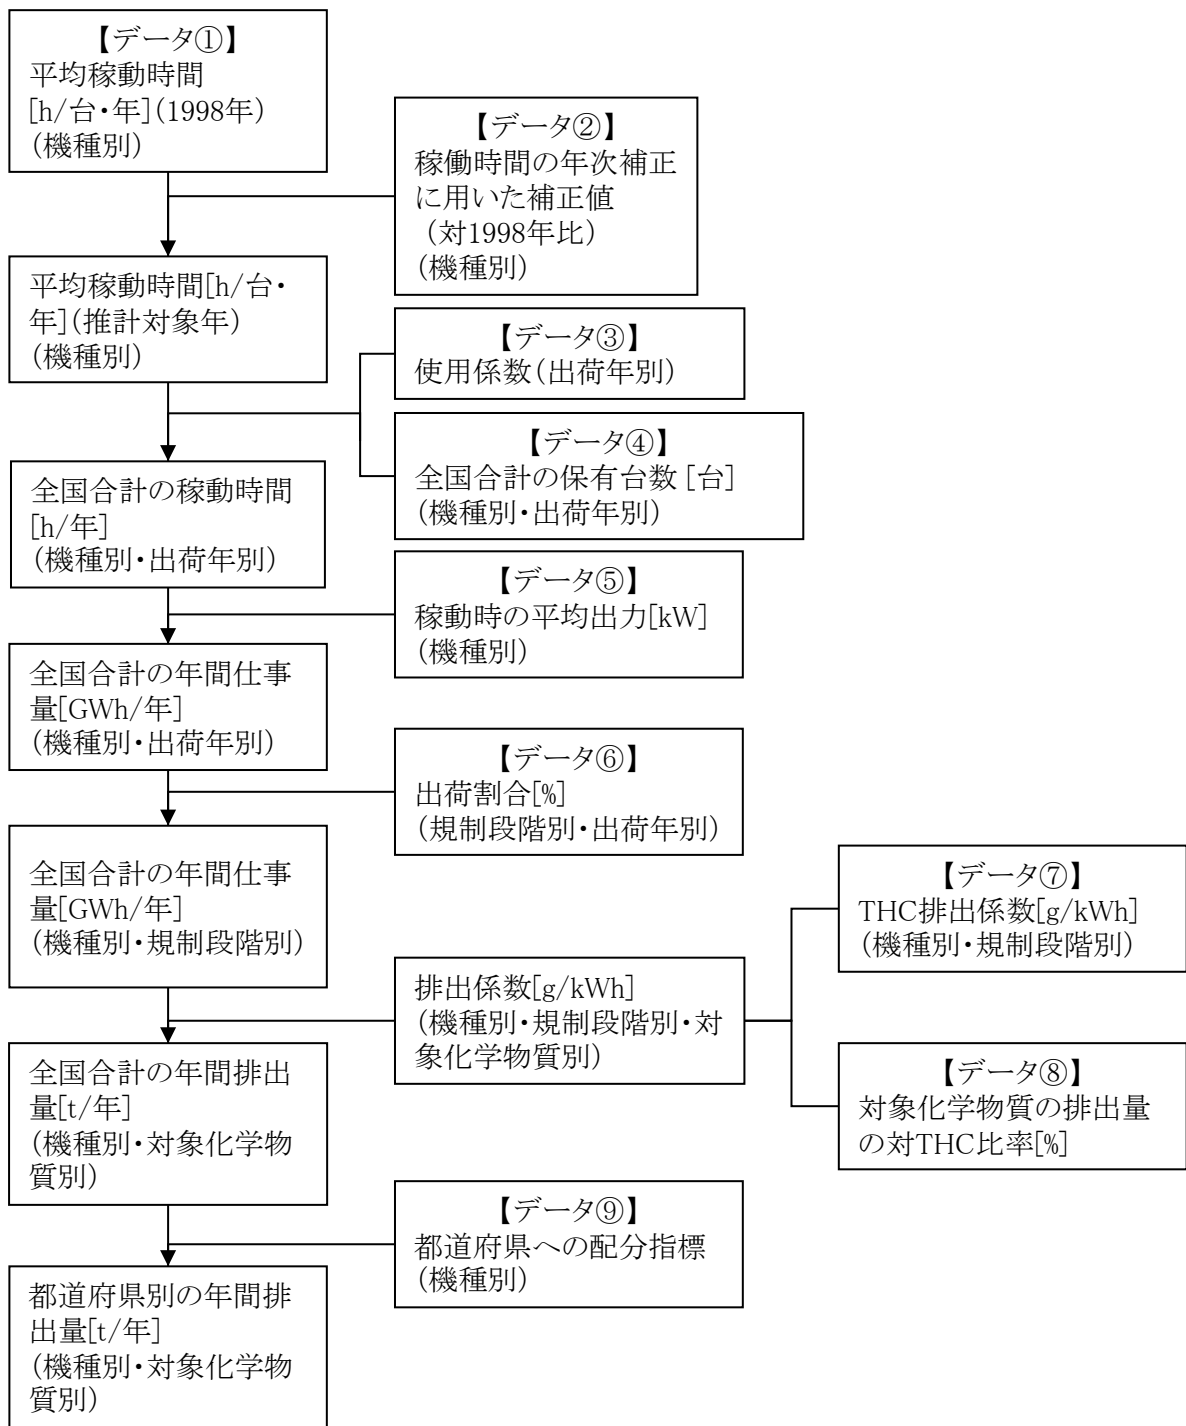 【データ①】
平均稼動時間
[h/台・年](1998年)
(機種別)
【データ②】
稼働時間の年次補正
に用いた補正値
(対1998年比)
(機種別)
平均稼動時間[h/台・
年](推計対象年)
(機種別)
【データ③】
使用係数(出荷年別)
【データ④】
全国合計の保有台数 [台]
(機種別・出荷年別)
全国合計の稼動時間
[h/年]
(機種別・出荷年別)
【データ⑤】
稼動時の平均出力[kW]
(機種別)
全国合計の年間仕事
量[GWh/年]
(機種別・出荷年別)
【データ⑥】
出荷割合[%]
(規制段階別・出荷年別)
全国合計の年間仕事
量[GWh/年]
(機種別・規制段階別)
【データ⑦】
THC排出係数[g/kWh]
(機種別・規制段階別)
排出係数[g/kWh]
(機種別・規制段階別・対
象化学物質別)
【データ⑧】
対象化学物質の排出量
の対THC比率[%]
全国合計の年間排出
量[t/年]
(機種別・対象化学物
質別)
【データ⑨】
都道府県への配分指標
(機種別)
都道府県別の年間排
出量[t/年]
(機種別・対象化学物
質別)